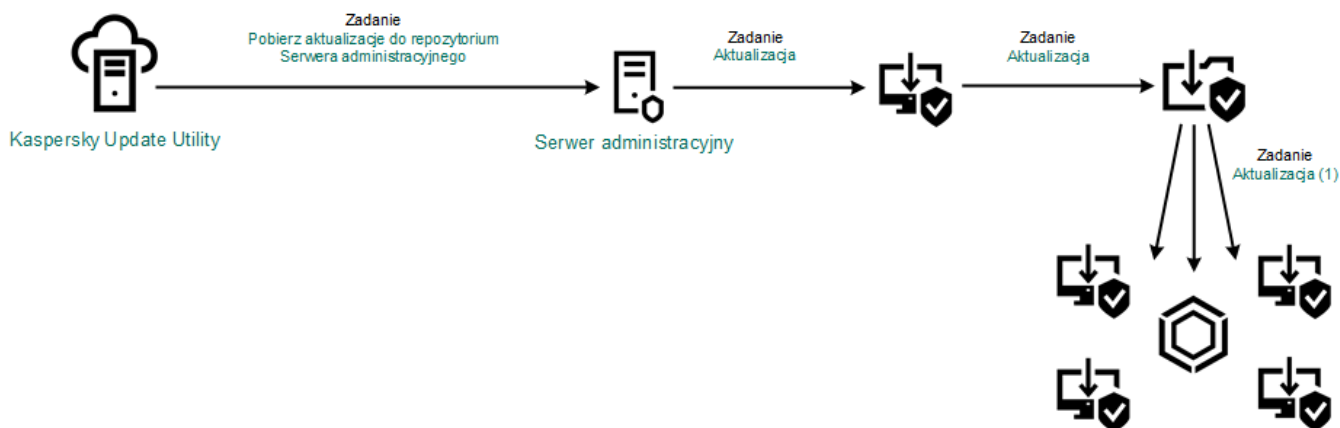 Zadanie
Pobierz aktualizacje do repozytorium
Serwera administracyjnego
Zadanie
Aktualizacja
Zadanie
Aktualizacja
Kaspersky Update Utility
Serwer administracyjny
Zadanie
Aktualizacja (1)